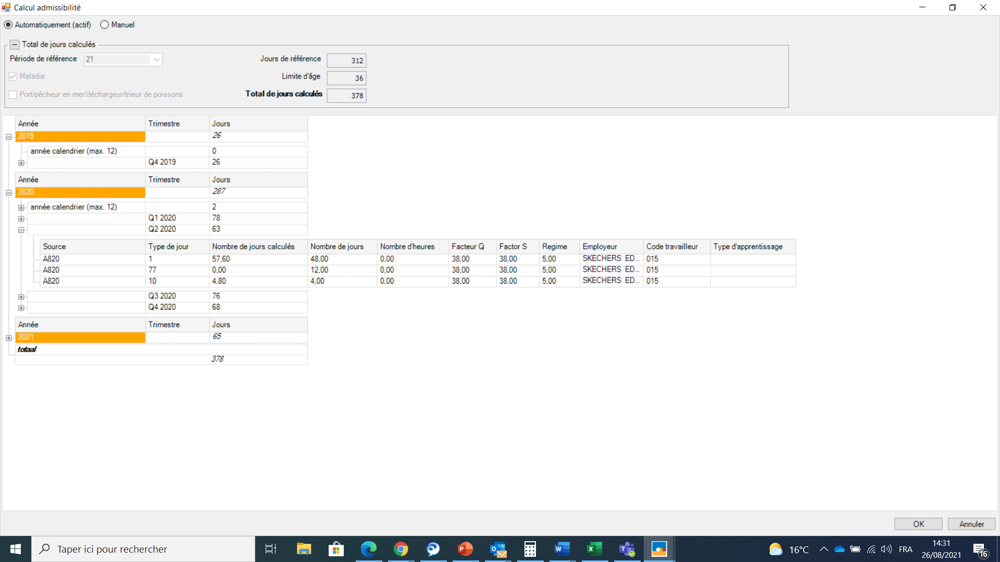 Calcul admissibilité
Automatiquement (actif) Manuel
Total de jours calculés
Période de référence 21 Jours de référence 312
Maladie Limite d'âge 36
Port/pêcheur en mer/déchargeur/trieur de poissons Total de jours calculés 378
Année Trimestre Jours
2019 26
année calendrier (max. 12) 0
Q4 2019 26
Année Trimestre Jours
2020 287
année calendrier (max. 12) 2
Q1 2020 78
Q2 2020 63
Source Type de jour Nombre de jours calculés Nombre de jours Nombre d'heures Facteur Q Factor S Regime Employeur Code travailleur Type d'apprentissage
A820 1 57,60 48,00 0,00 38,00 38,00 5,00 SKECHERS ED... 015
A820 77 0,00 12,00 0,00 38,00 38,00 5,00 SKECHERS ED... 015
A820 10 4,80 4,00 0,00 38,00 38,00 5,00 SKECHERS ED... 015
Q3 2020 76
Q4 2020 68
Année Trimestre Jours
2021 65
totaal
378
OK Annuler
Taper ici pour rechercher
16°C FRA 14:31
26/08/2021 16